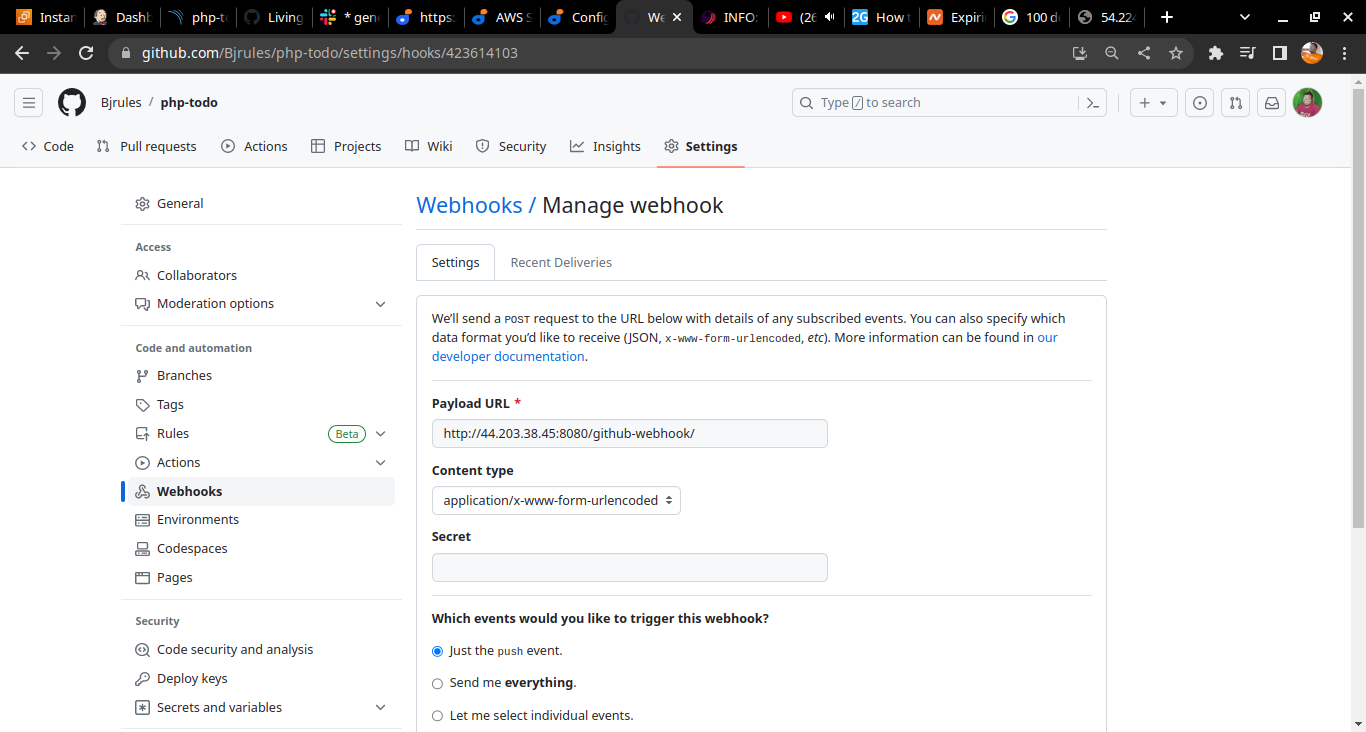 Instan
Dashb
php-to
Living
* gene
https:
AWS S
Config
We
INFO:
(26
How t
Expiri
100 do
54.224
github.com/Bjrules/php-todo/settings/hooks/423614103
Bjrules / php-todo
Type / to search
Code
Pull requests
Actions
Projects
Wiki
Security
Insights
Settings
General
Access
Collaborators
Moderation options
Code and automation
Branches
Tags
Rules Beta
Actions
Webhooks
Environments
Codespaces
Pages
Security
Code security and analysis
Deploy keys
Secrets and variables
Webhooks / Manage webhook
Settings
Recent Deliveries
We’ll send a POST request to the URL below with details of any subscribed events. You can also specify which
data format you’d like to receive (JSON, x-www-form-urlencoded, etc). More information can be found in our
developer documentation.
Payload URL *
http://44.203.38.45:8080/github-webhook/
Content type
application/x-www-form-urlencoded
Secret
Which events would you like to trigger this webhook?
Just the push event.
Send me everything.
Let me select individual events.